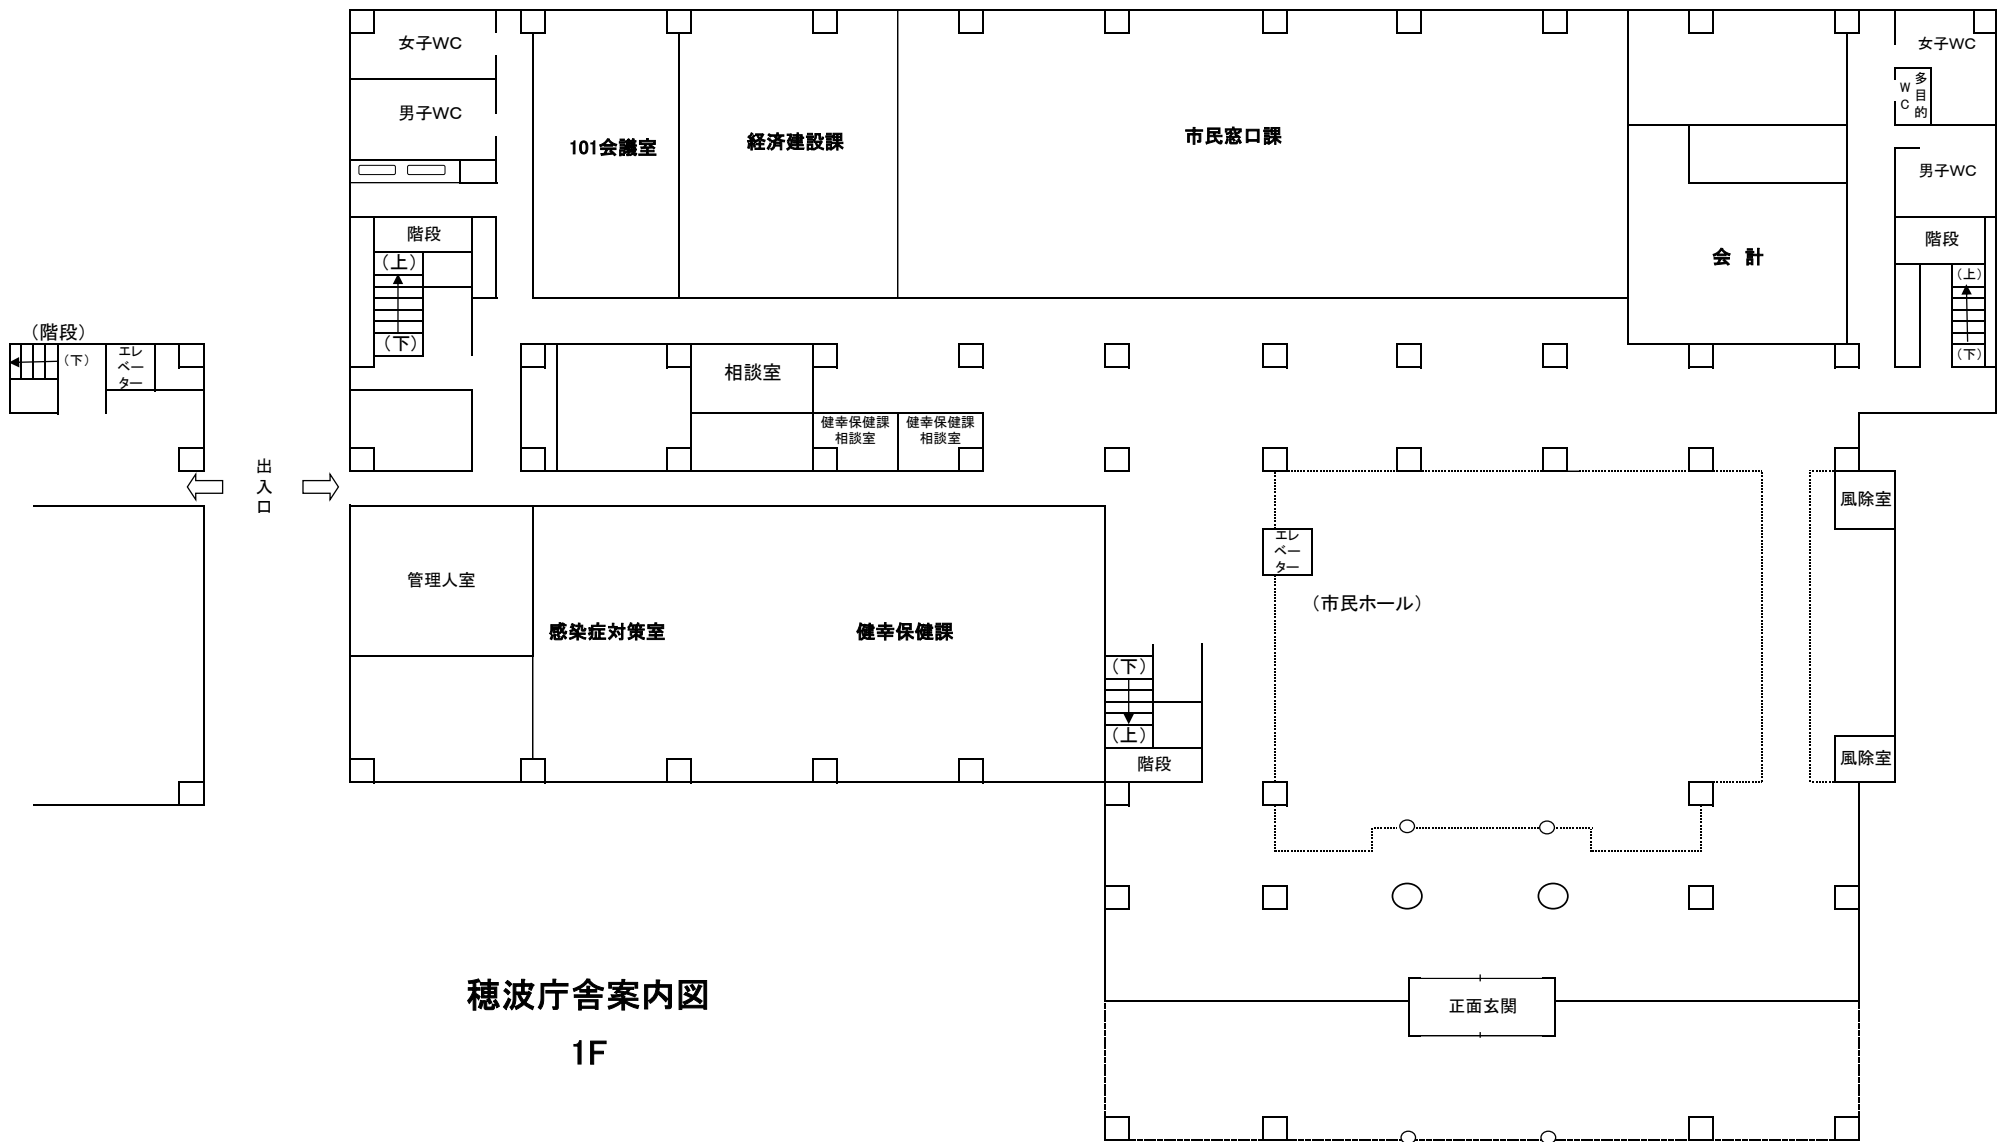 女子WC
男子WC
101会議室
経済建設課
市民窓口課
女子WC
多目的
WC
男子WC
階段
(上)
(下)
会 計
階段
(上)
(下)
(階段)
(下)
エレ
ベー
ター
相談室
健幸保健課
相談室
健幸保健課
相談室
出入口
風除室
エレ
ベー
ター
管理人室
(市民ホール)
感染症対策室
健幸保健課
(下)
(上)
階段
風除室
穂波庁舎案内図
正面玄関
1F